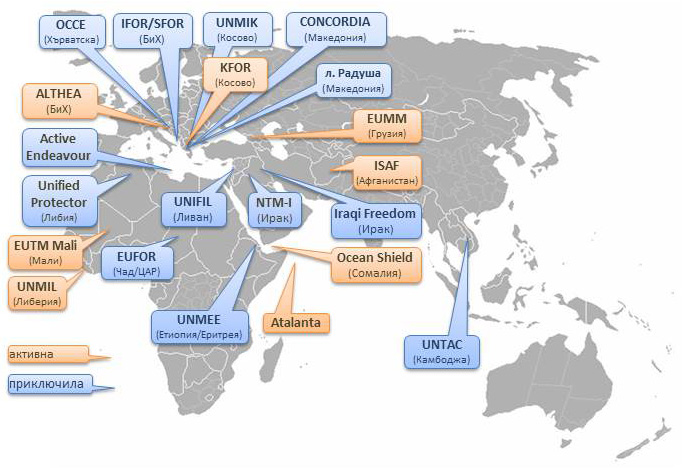 ОССЕ
(Хърватска)
IFOR/SFOR
(БиХ)
UNMIK
(Косово)
CONCORDIA
(Македония)
KFOR
(Косово)
л. Радуша
(Македония)
ALTHEA
(БиХ)
EUMM
(Грузия)
Active
Endeavour
ISAF
(Афганистан)
Unified
Protector
(Либия)
UNIFIL
(Ливан)
NTM-I
(Ирак)
Iraqi Freedom
(Ирак)
EUTM Mali
(Мали)
EUFOR
(Чад/ЦАР)
Ocean Shield
(Сомалия)
UNMIL
(Либерия)
UNMEE
(Етиопия/Еритрея)
Atalanta
UNTAC
(Камбоджа)
активна
приключила